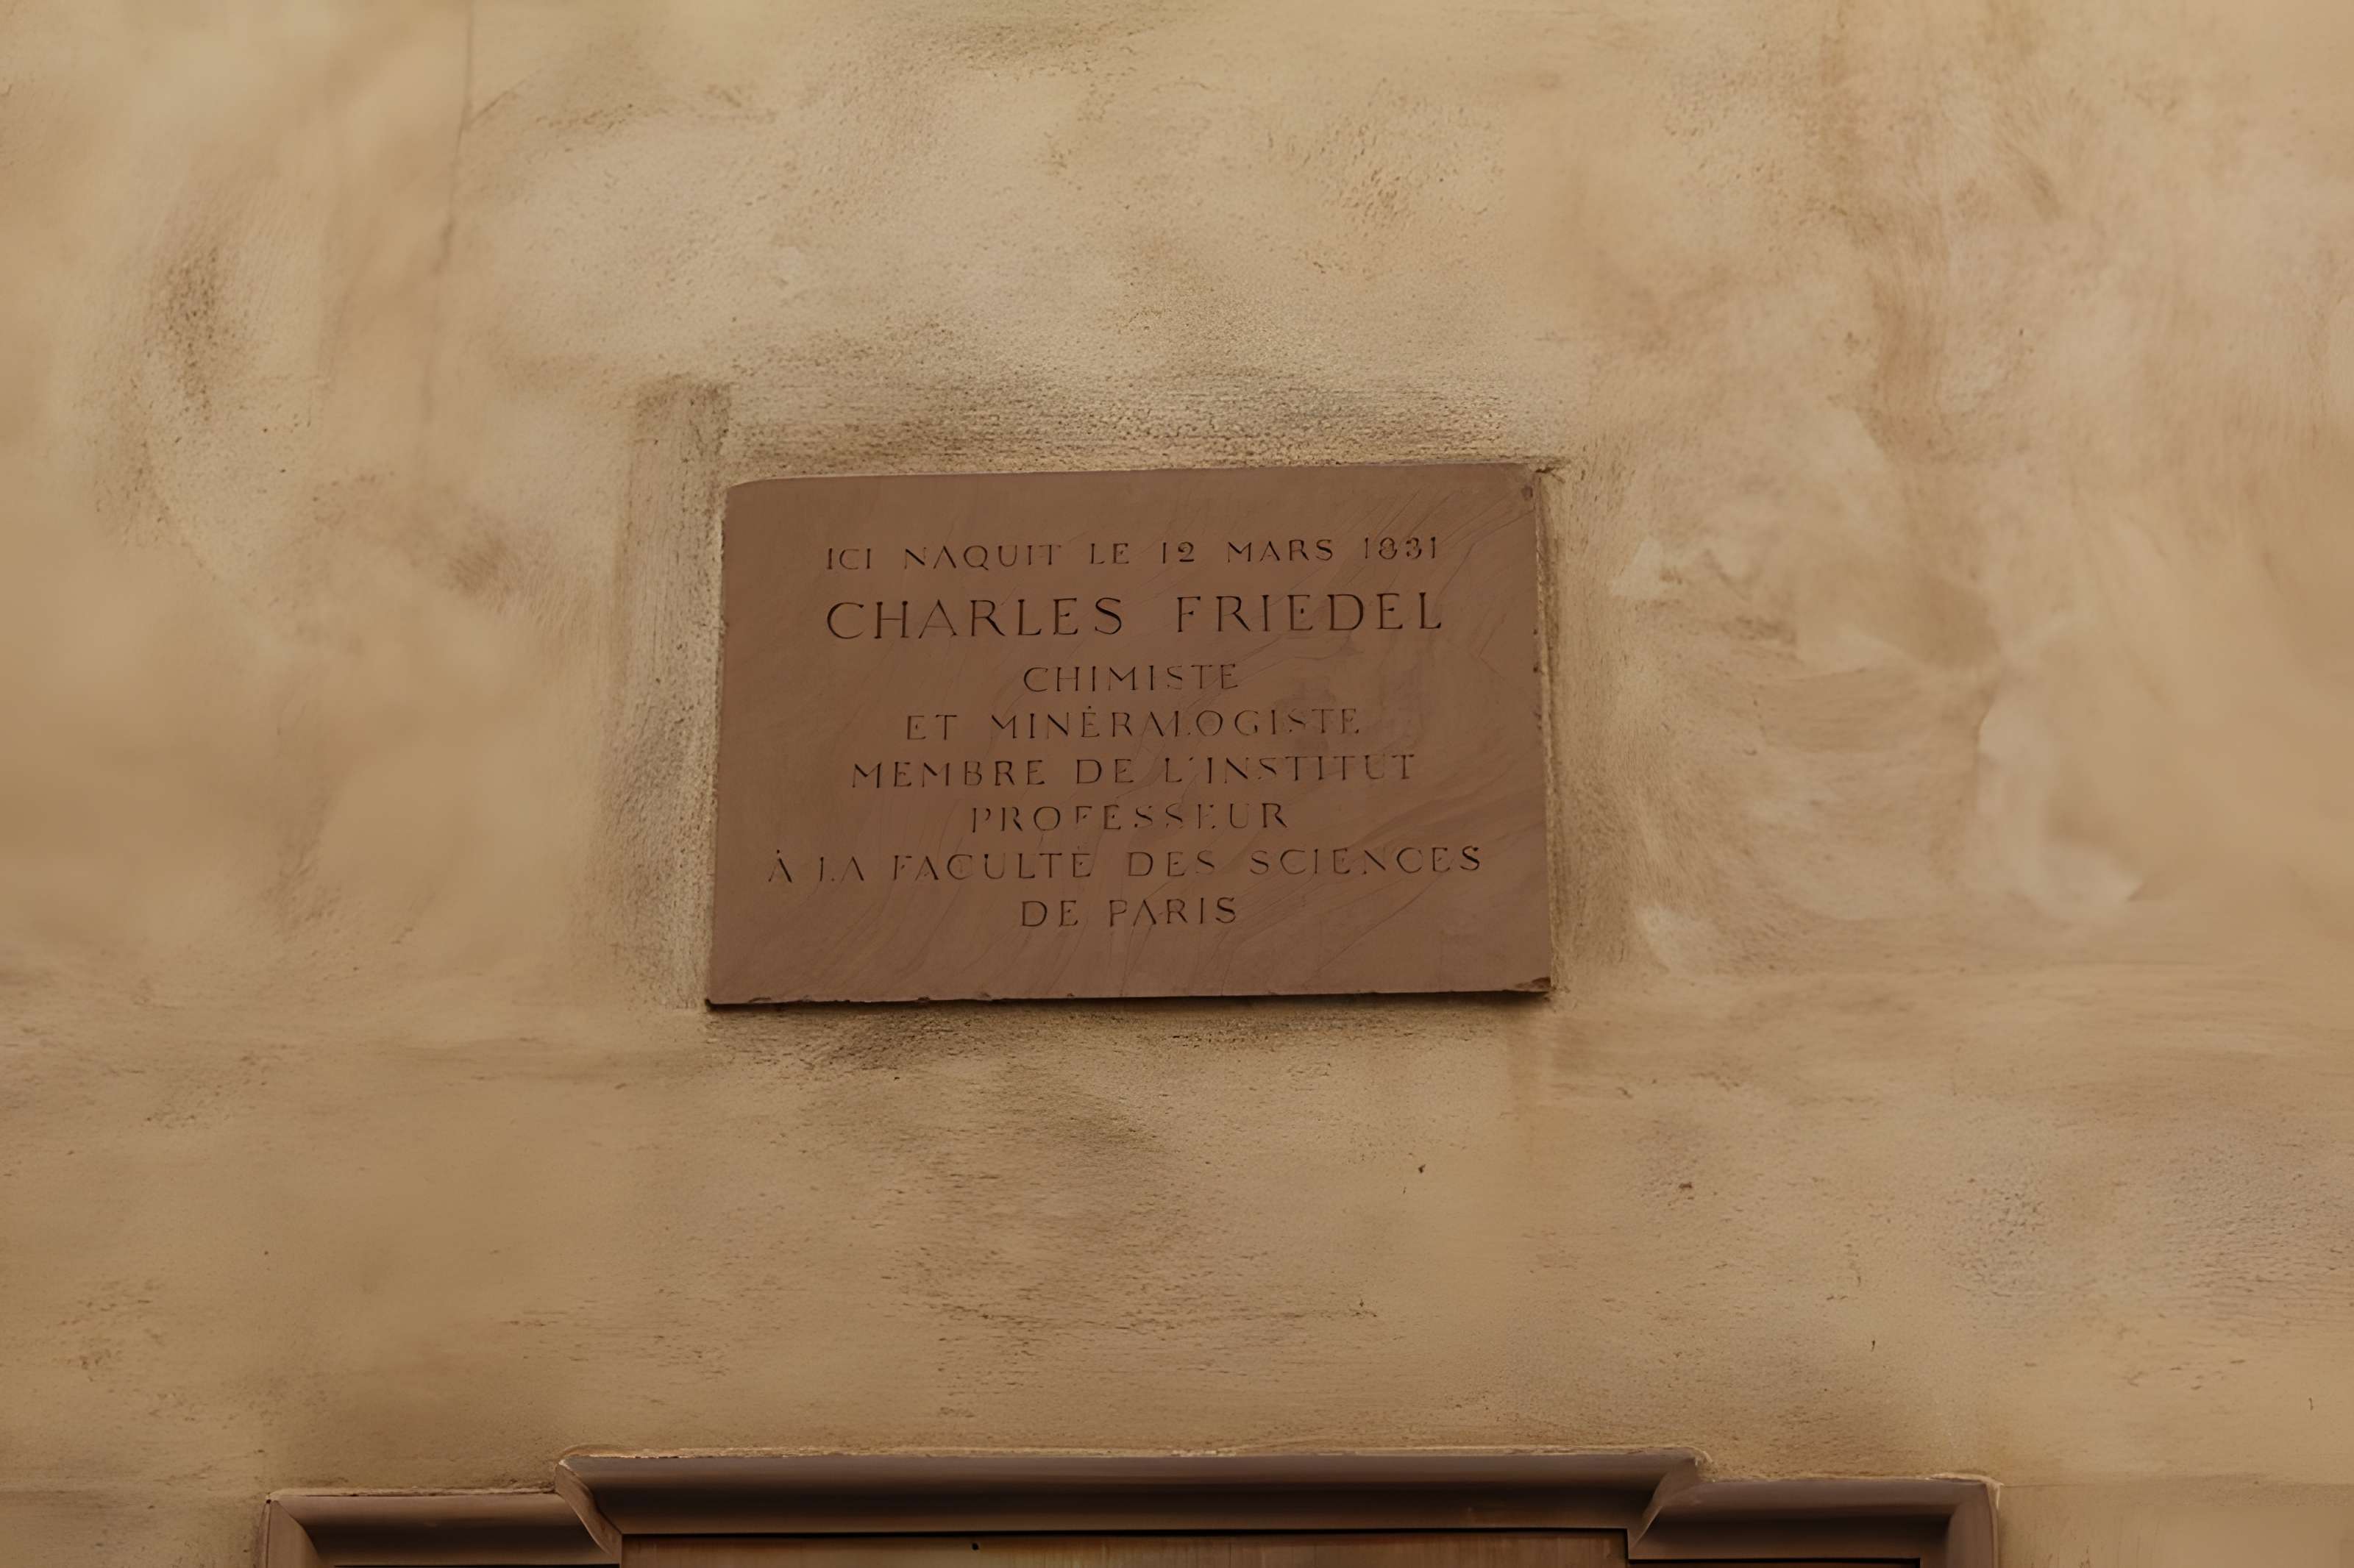 ICI NAQUIT LE 12 MARS 1831
CHARLES FRIEDEL
CHIMISTE
ET MINÉRALOGISTE
MEMBRE DE L'INSTITUT
PROFESSEUR
À LA FACULTÉ DES SCIENCES
DE PARIS